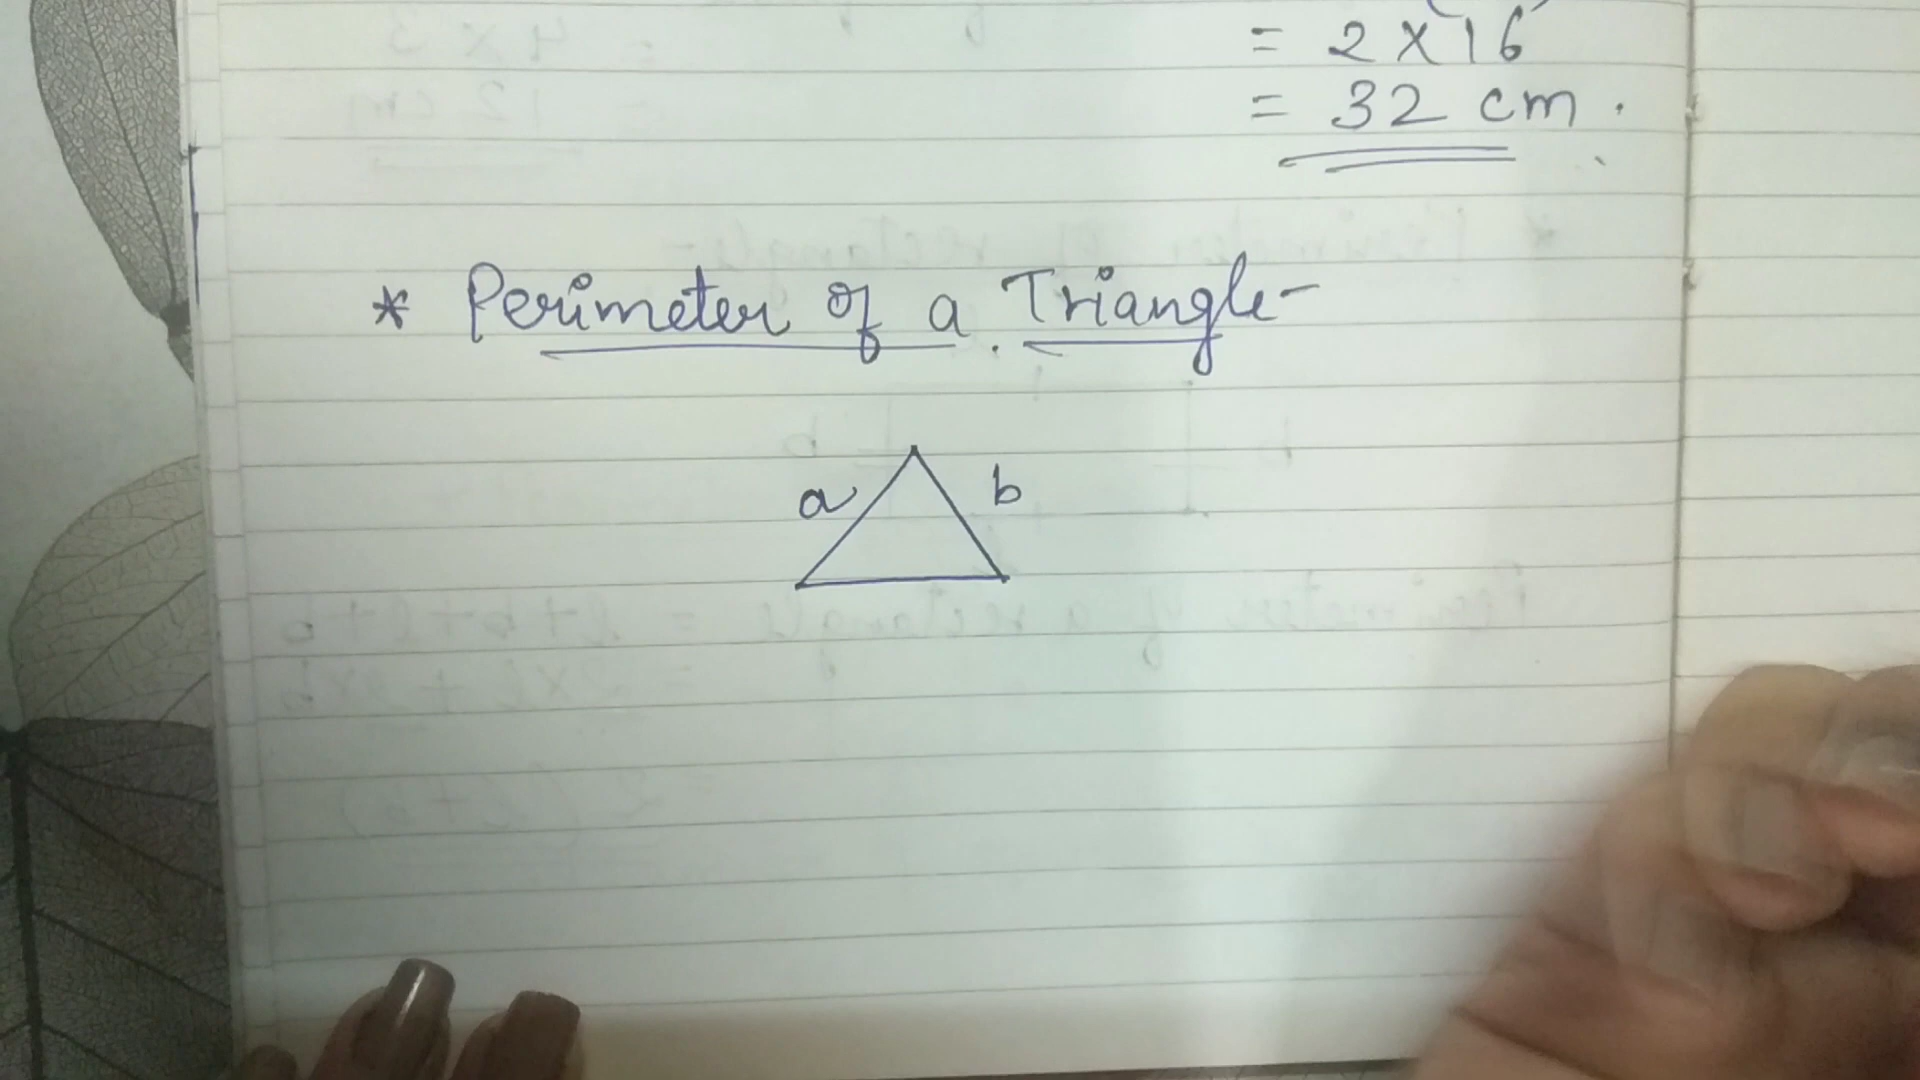 = 2 × 16
= 32 cm.
* Perimeter of a Triangle-
a b